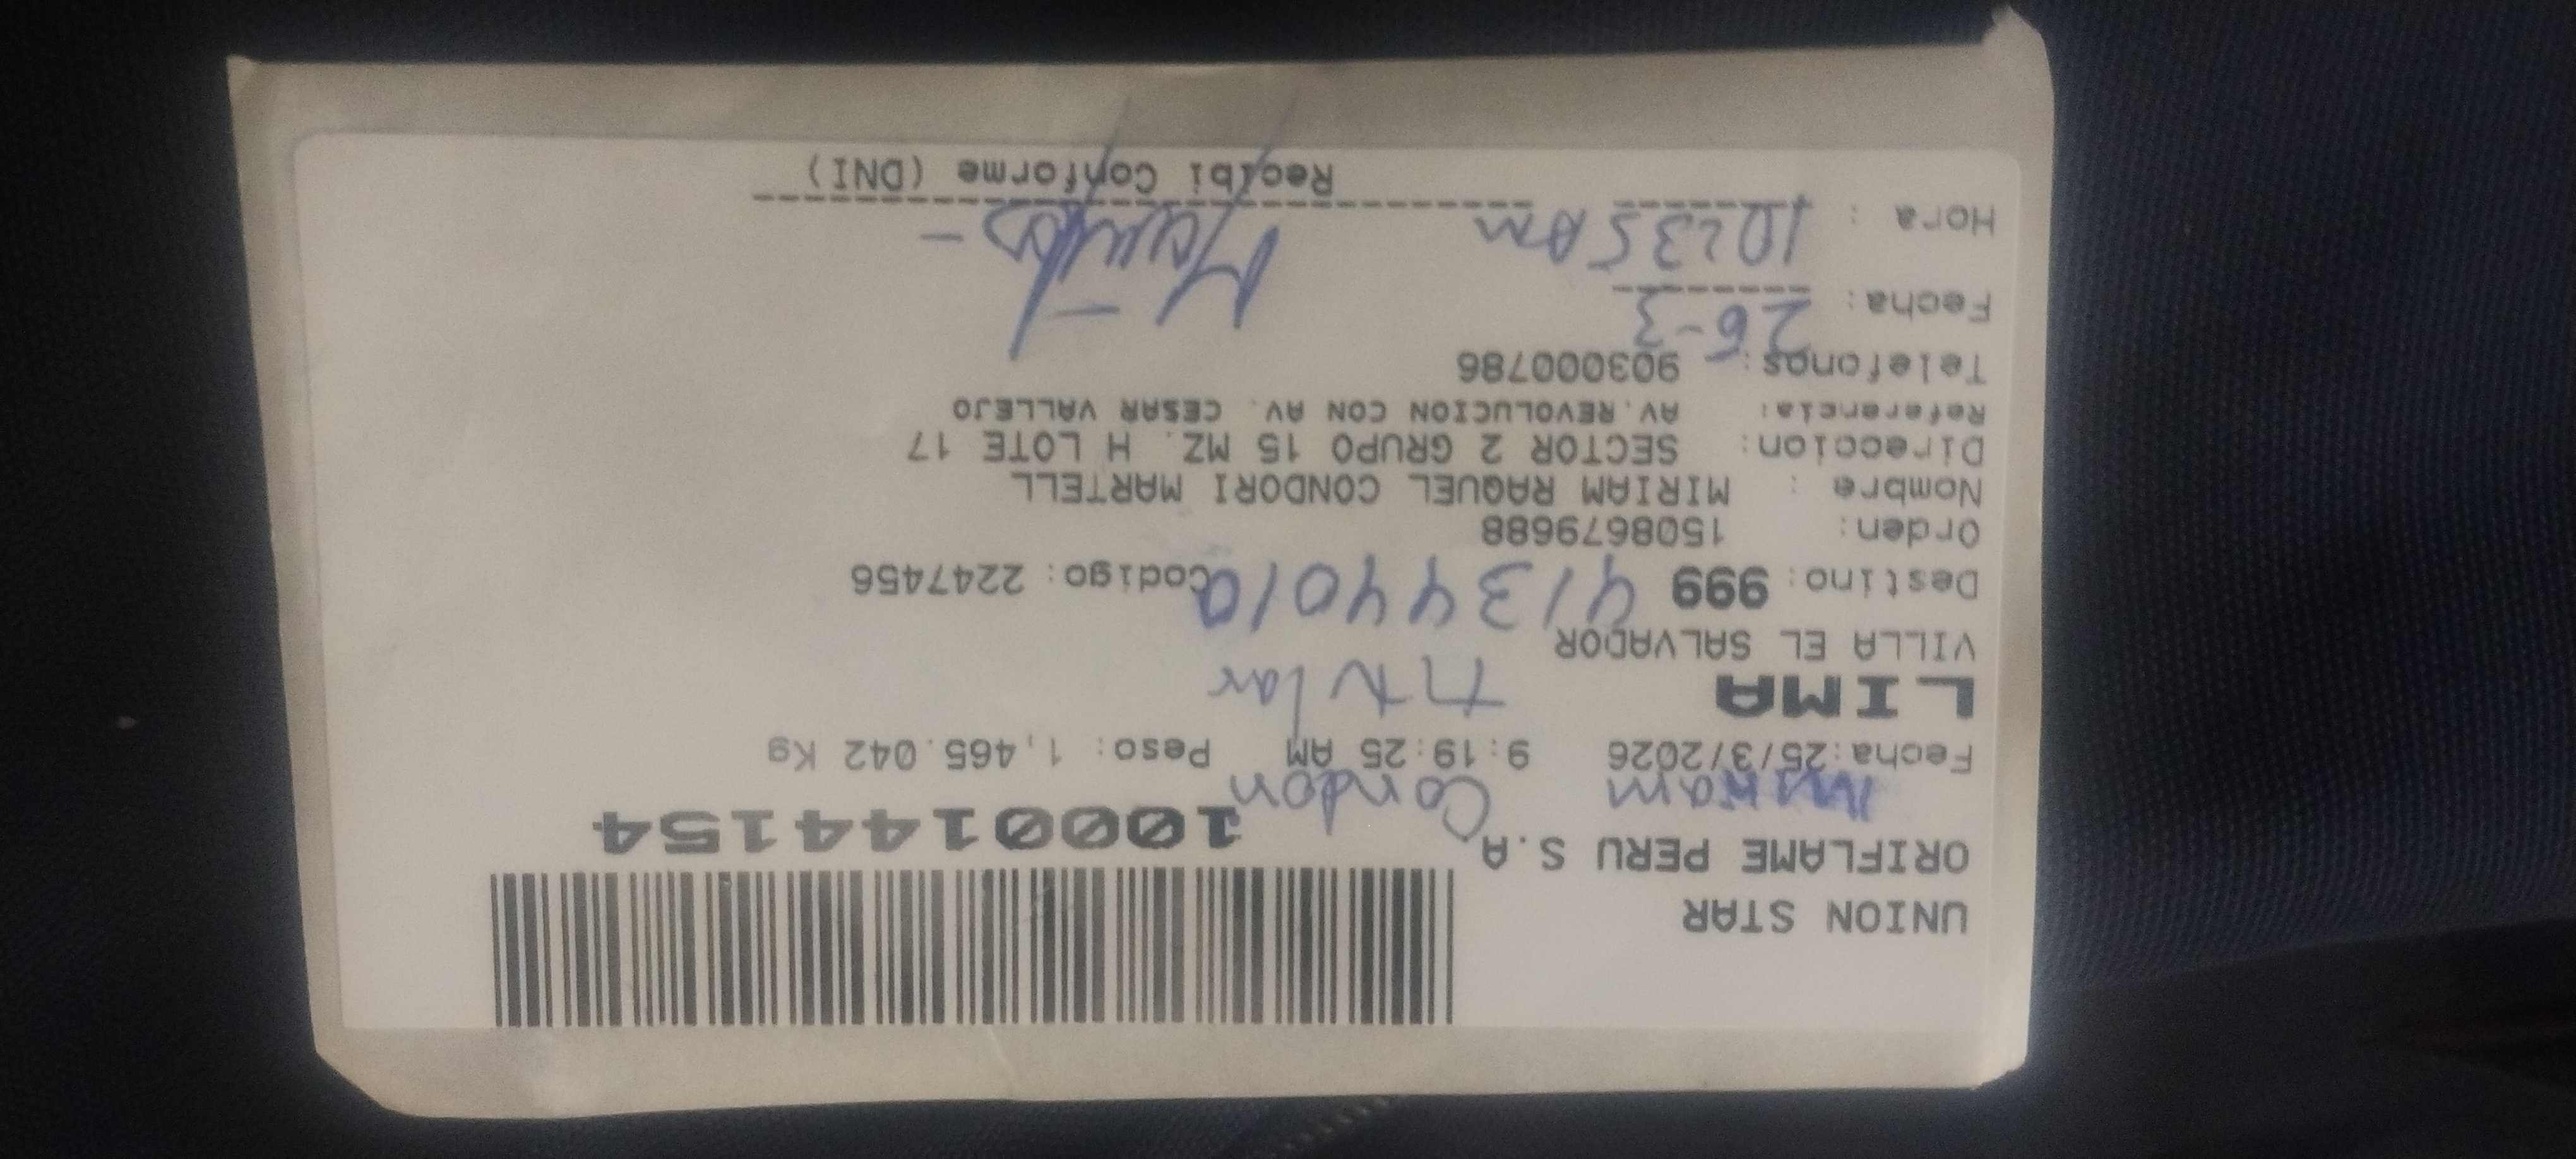 UNION STAR
ORIFLAME PERU S.A.
1000144154
Miriam Condori
Fecha:25/3/2026 9:19:25 AM Peso: 1,465.042 Kg
LIMA
titular
VILLA EL SALVADOR
Destino: 999 41344010 Codigo: 2247456
Orden: 1508679688
Nombre : MIRIAM RAQUEL CONDORI MARTELL
Direccion: SECTOR 2 GRUPO 15 MZ. H LOTE 17
Referencia: AV.REVOLUCION CON AV. CESAR VALLEJO
Telefonos: 903000786
Fecha: 26-3
Hora : 10:35 Am
Recibi Conforme (DNI)